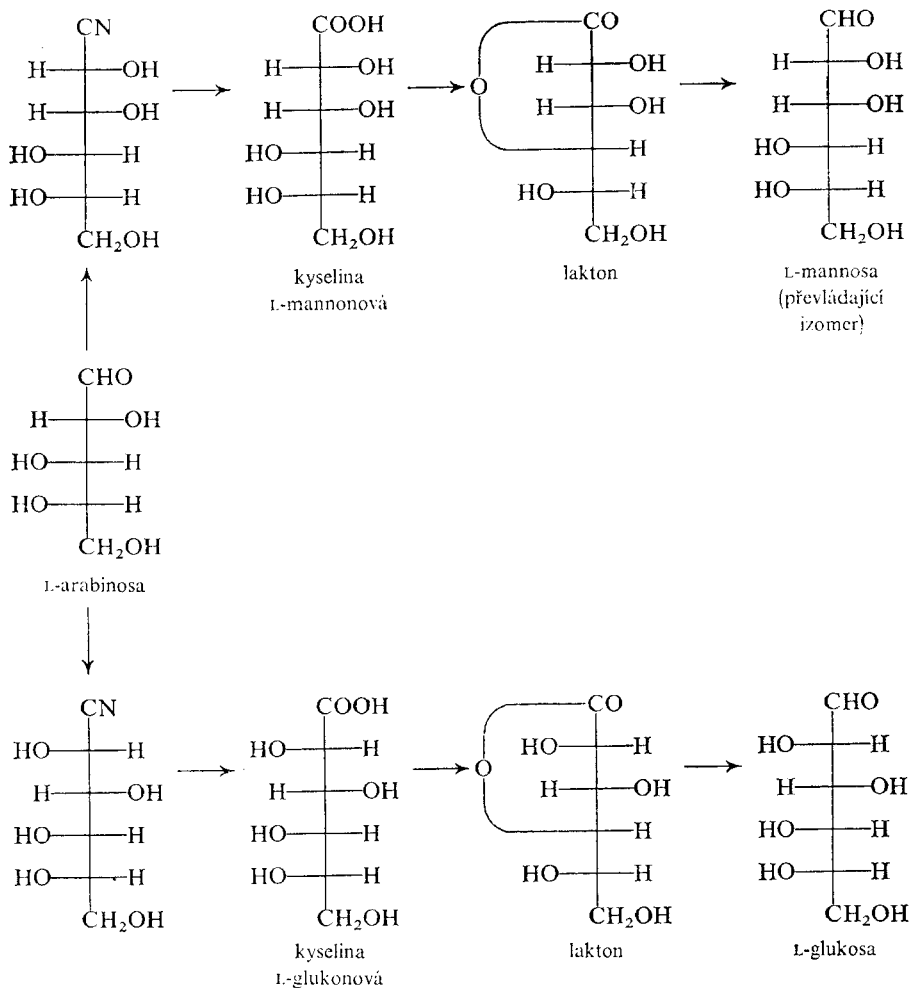 CN COOH CO CHO
H OH H OH H OH H OH
H OH H OH O H OH H OH
HO H HO H H HO H
HO H HO H HO H HO H
CH₂OH CH₂OH CH₂OH CH₂OH
kyselina lakton L-mannosa
L-mannonová (převládající
izomer)
CHO
H OH
HO H
HO H
CH₂OH
L-arabinosa
CN COOH CO CHO
HO H HO H HO H HO H
H OH H OH O H OH H OH
HO H HO H H HO H
HO H HO H HO H HO H
CH₂OH CH₂OH CH₂OH CH₂OH
kyselina lakton L-glukosa
L-glukonová